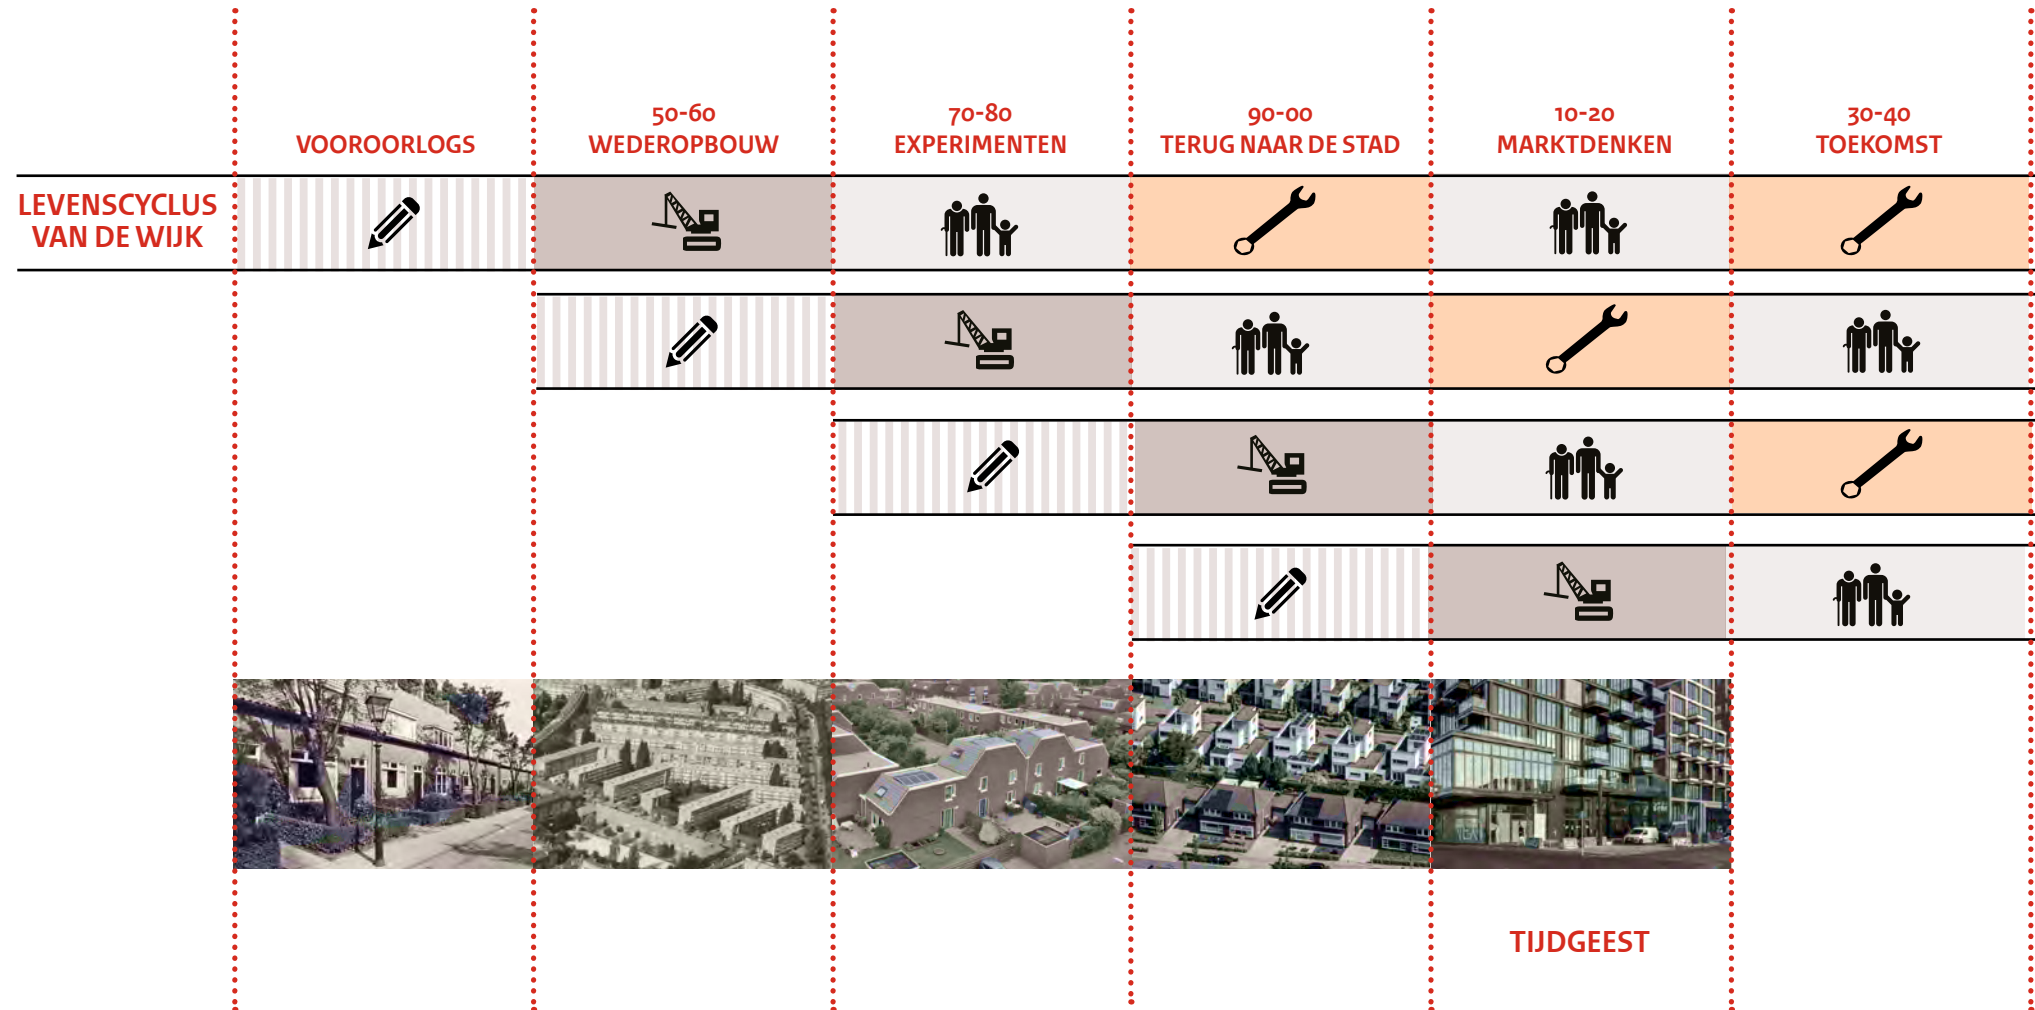 VOOROORLOGS
50-60
WEDEROPBOUW
70-80
EXPERIMENTEN
90-00
TERUG NAAR DE STAD
10-20
MARKTDENKEN
30-40
TOEKOMST
LEVENSCYCLUS
VAN DE WIJK
TIJDGEEST